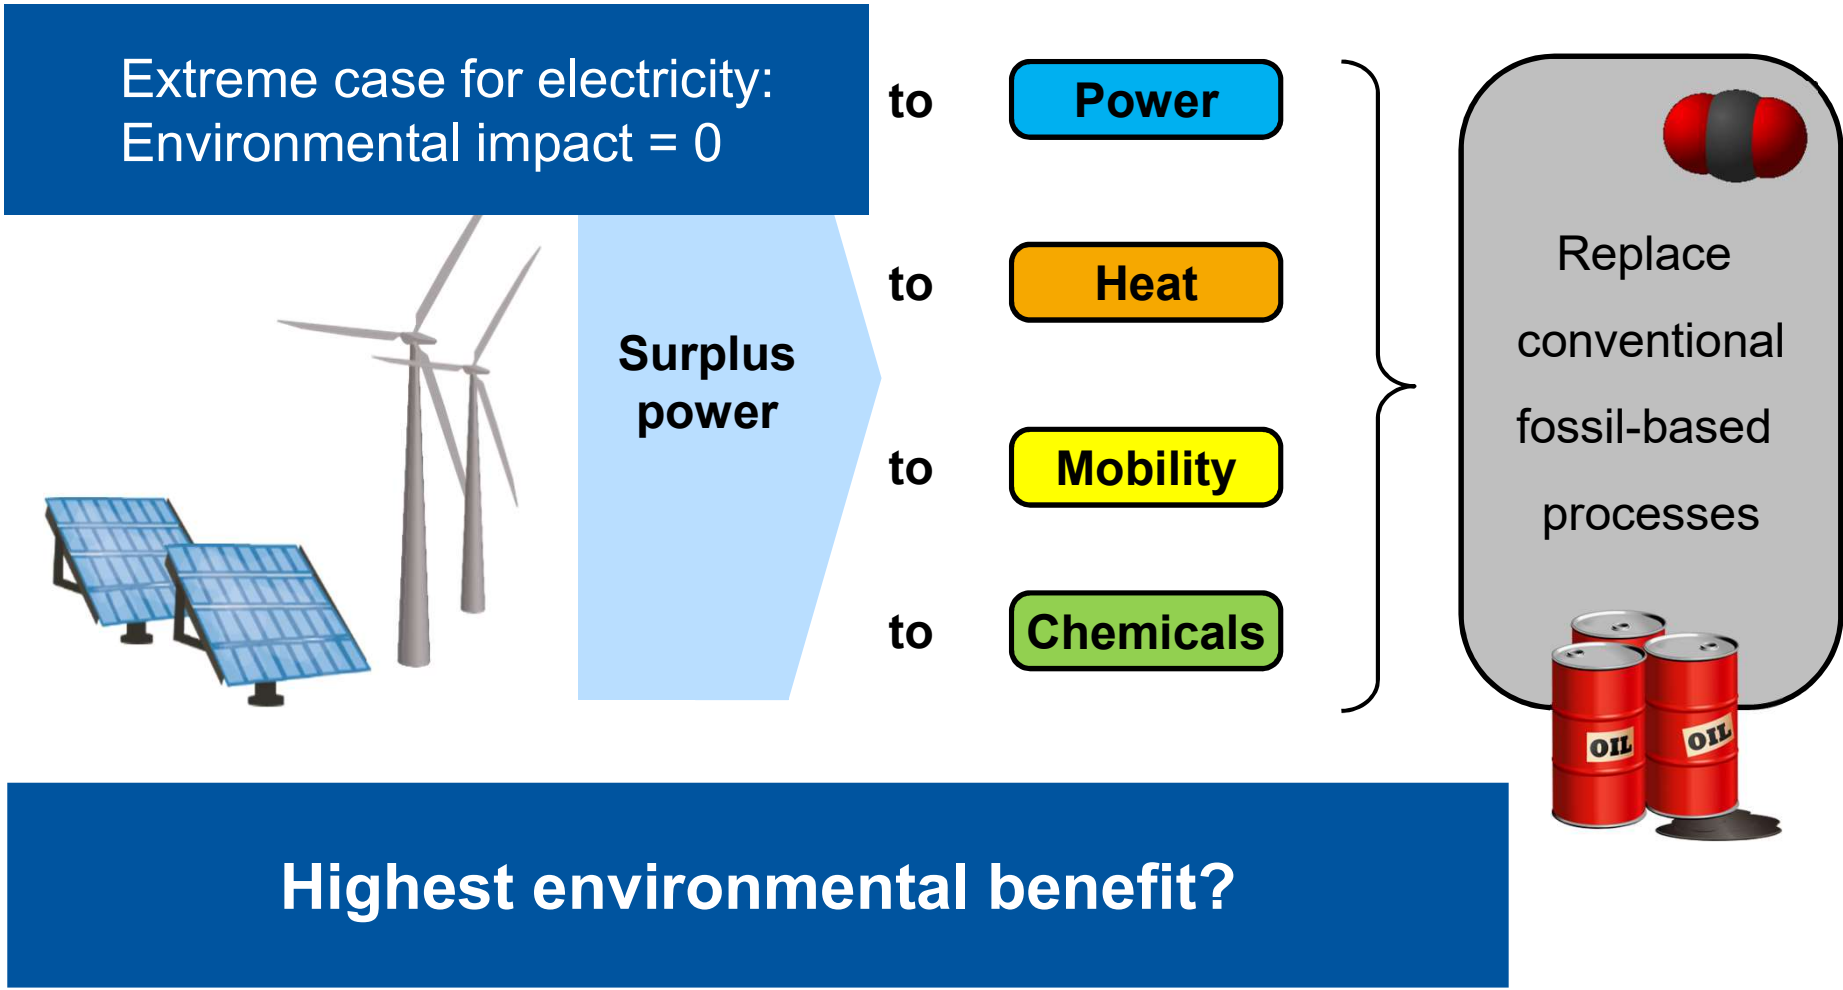 Extreme case for electricity:
Environmental impact = 0
Surplus
power
to
Power
to
Heat
to
Mobility
to
Chemicals
Replace
conventional
fossil-based
processes
OIL
OIL
Highest environmental benefit?